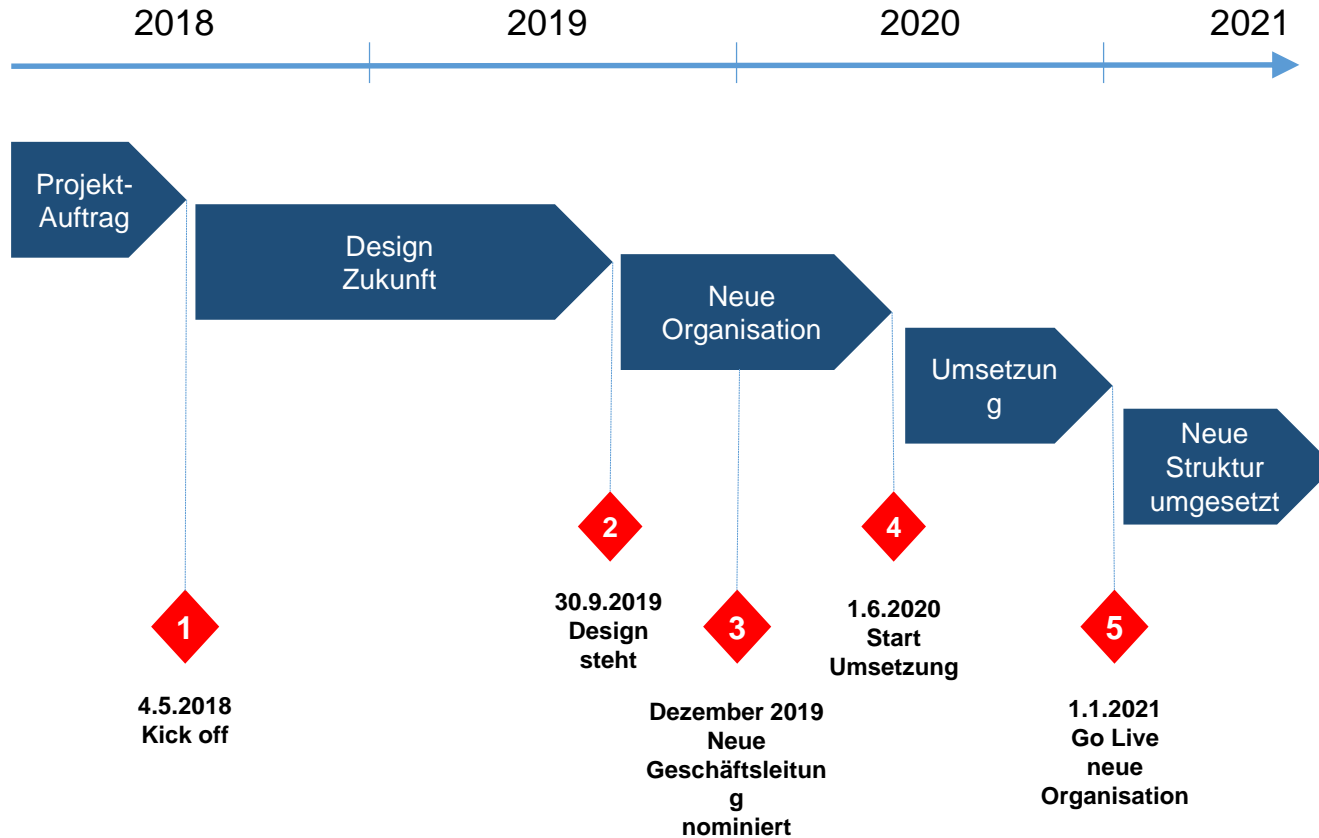 2018 2019 2020 2021
Projekt-
Auftrag
Design
Zukunft
Neue
Organisation
Umsetzun
g
Neue
Struktur
umgesetzt
1
4.5.2018
Kick off
2
30.9.2019
Design
steht
3
Dezember 2019
Neue
Geschäftsleitun
g
nominiert
4
1.6.2020
Start
Umsetzung
5
1.1.2021
Go Live
neue
Organisation